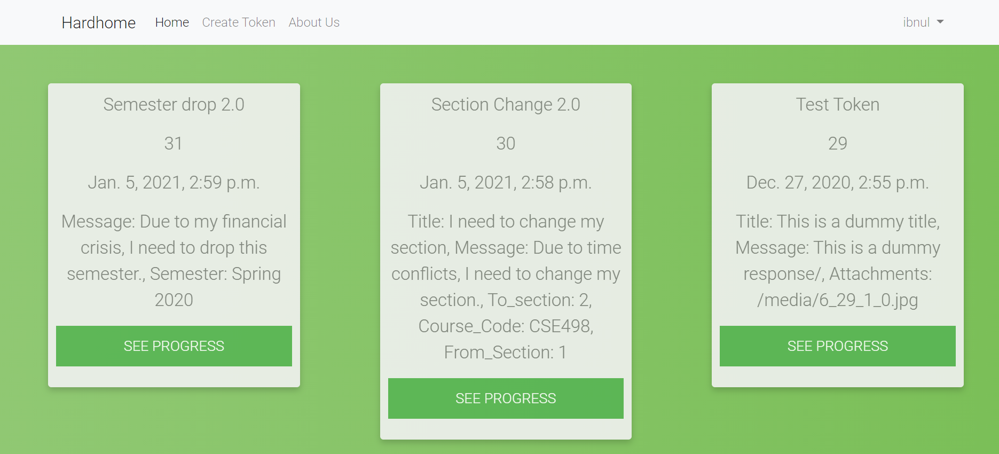 Hardhome Home Create Token About Us ibnul
Semester drop 2.0
31
Jan. 5, 2021, 2:59 p.m.
Message: Due to my financial
crisis, I need to drop this
semester., Semester: Spring
2020
SEE PROGRESS
Section Change 2.0
30
Jan. 5, 2021, 2:58 p.m.
Title: I need to change my
section, Message: Due to time
conflicts, I need to change my
section., To_section: 2,
Course_Code: CSE498,
From_Section: 1
SEE PROGRESS
Test Token
29
Dec. 27, 2020, 2:55 p.m.
Title: This is a dummy title,
Message: This is a dummy
response/, Attachments:
/media/6_29_1_0.jpg
SEE PROGRESS